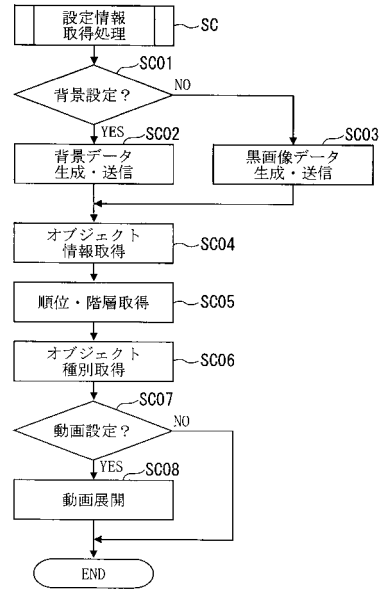 設定情報
取得処理
SC
SC01
背景設定？
NO
YES
SC02
背景データ
生成・送信
SC03
黒画像データ
生成・送信
オブジェクト
情報取得
SC04
順位・階層取得
SC05
オブジェクト
種別取得
SC06
SC07
動画設定？
NO
YES
SC08
動画展開
END